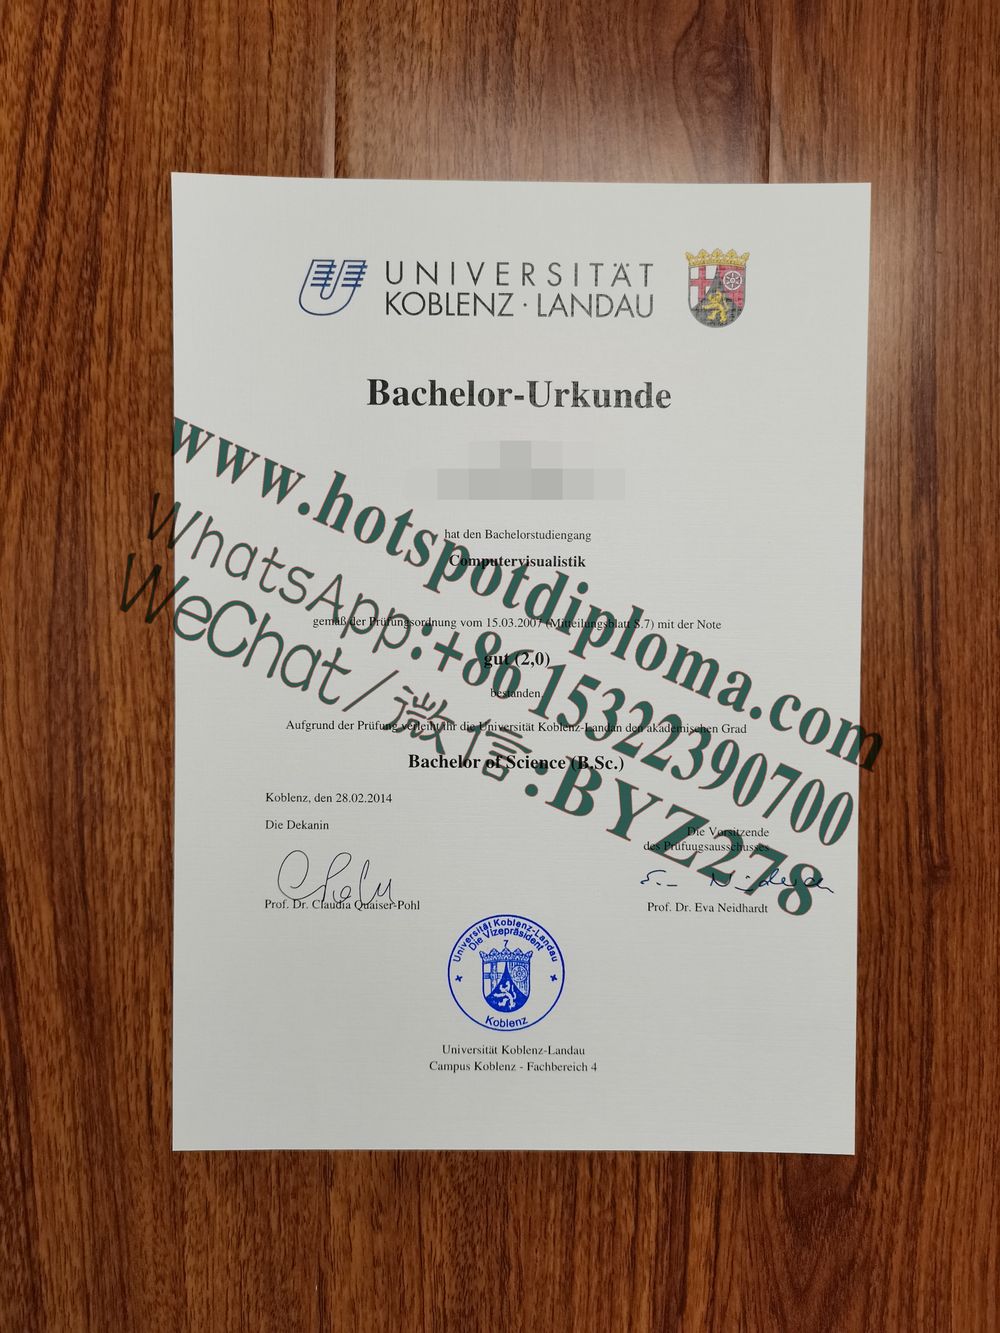 UNIVERSITÄT
KOBLENZ · LANDAU
Bachelor-Urkunde
hat den Bachelorstudiengang
Computervisualistik
gemäß der Prüfungsordnung vom 15.03.2007 (Mitteilungsblatt S.7) mit der Note
gut (2,0)
bestanden.
Aufgrund der Prüfung verleiht ihr die Universität Koblenz-Landau den akademischen Grad
Bachelor of Science (B.Sc.)
Koblenz, den 28.02.2014
Die Dekanin
Die Vorsitzende
des Prüfuugsausschusses
Prof. Dr. Claudia Quaiser-Pohl
Prof. Dr. Eva Neidhardt
Universität Koblenz-Landau
Die Vizepräsident
7
Koblenz
Universität Koblenz-Landau
Campus Koblenz - Fachbereich 4
www.hotspotdiploma.com
WhatsApp:+86 15322390700
WeChat/微信:BYZ278